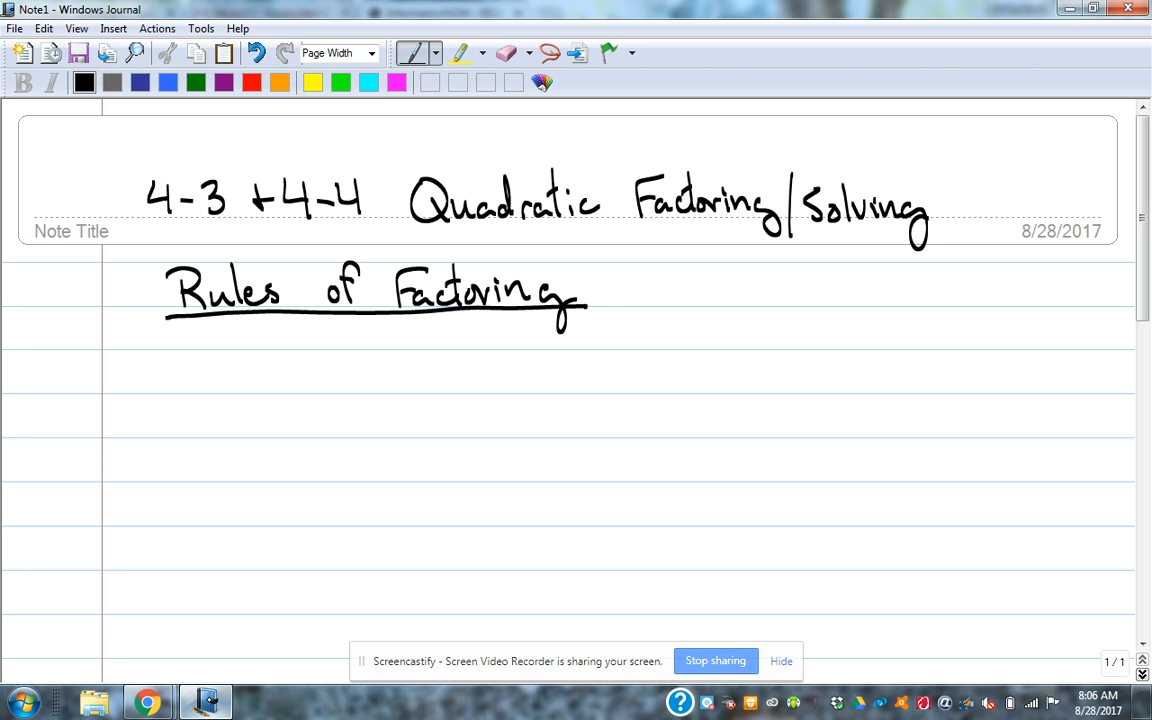 Note1 - Windows Journal
File Edit View Insert Actions Tools Help
Page Width
B I
4-3 + 4-4 Quadratic Factoring/Solving
Note Title
8/28/2017
Rules of Factoring
Screencastify - Screen Video Recorder is sharing your screen. Stop sharing Hide
1 / 1
8:06 AM
8/28/2017